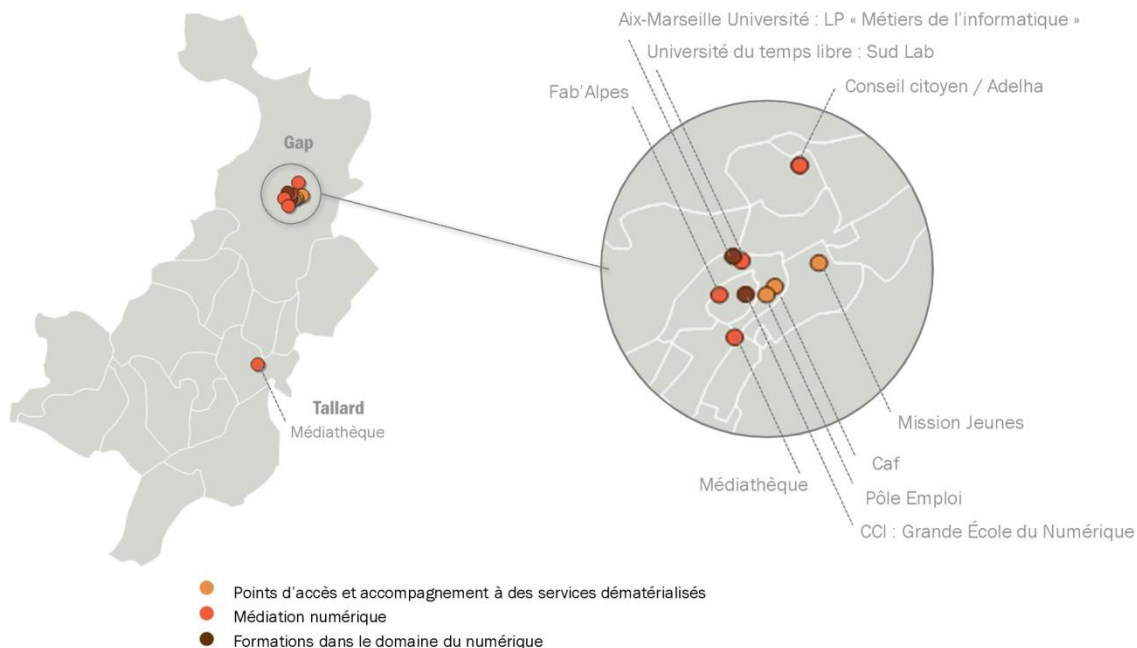 Aix-Marseille Université : LP « Métiers de l'informatique »
Université du temps libre : Sud Lab
Fab'Alpes
Conseil citoyen / Adelha
Gap
Tallard
Médiathèque
Mission Jeunes
Caf
Médiathèque
Pôle Emploi
CCI : Grande École du Numérique
Points d'accès et accompagnement à des services dématérialisés
Médiation numérique
Formations dans le domaine du numérique